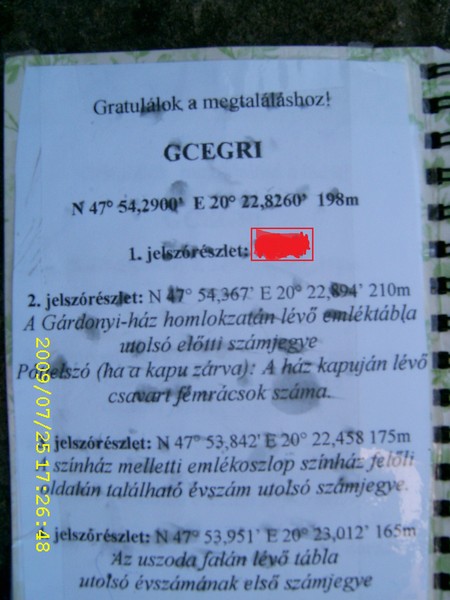 Gratulálok a megtaláláshoz!
GCEGRI
N 47° 54,2900' E 20° 22,8260' 198m
1. jelszórészlet:
2. jelszórészlet: N 47° 54,367' E 20° 22,894' 210m
A Gárdonyi-ház homlokzatán lévő emléktábla
utolsó előtti számjegye
(ha a kapu zárva): A ház kapuján lévő
csavart fémrácsok száma.
jelszórészlet: N 47° 53,842' E 20° 22,458 175m
színház melletti emlékoszlop színház felőli
oldalán található évszám utolsó számjegye.
jelszórészlet: N 47° 53,951' E 20° 23,012' 165m
Az uszoda falán lévő tábla
utolsó évszámának első számjegye
2009/07/25 17:26:48